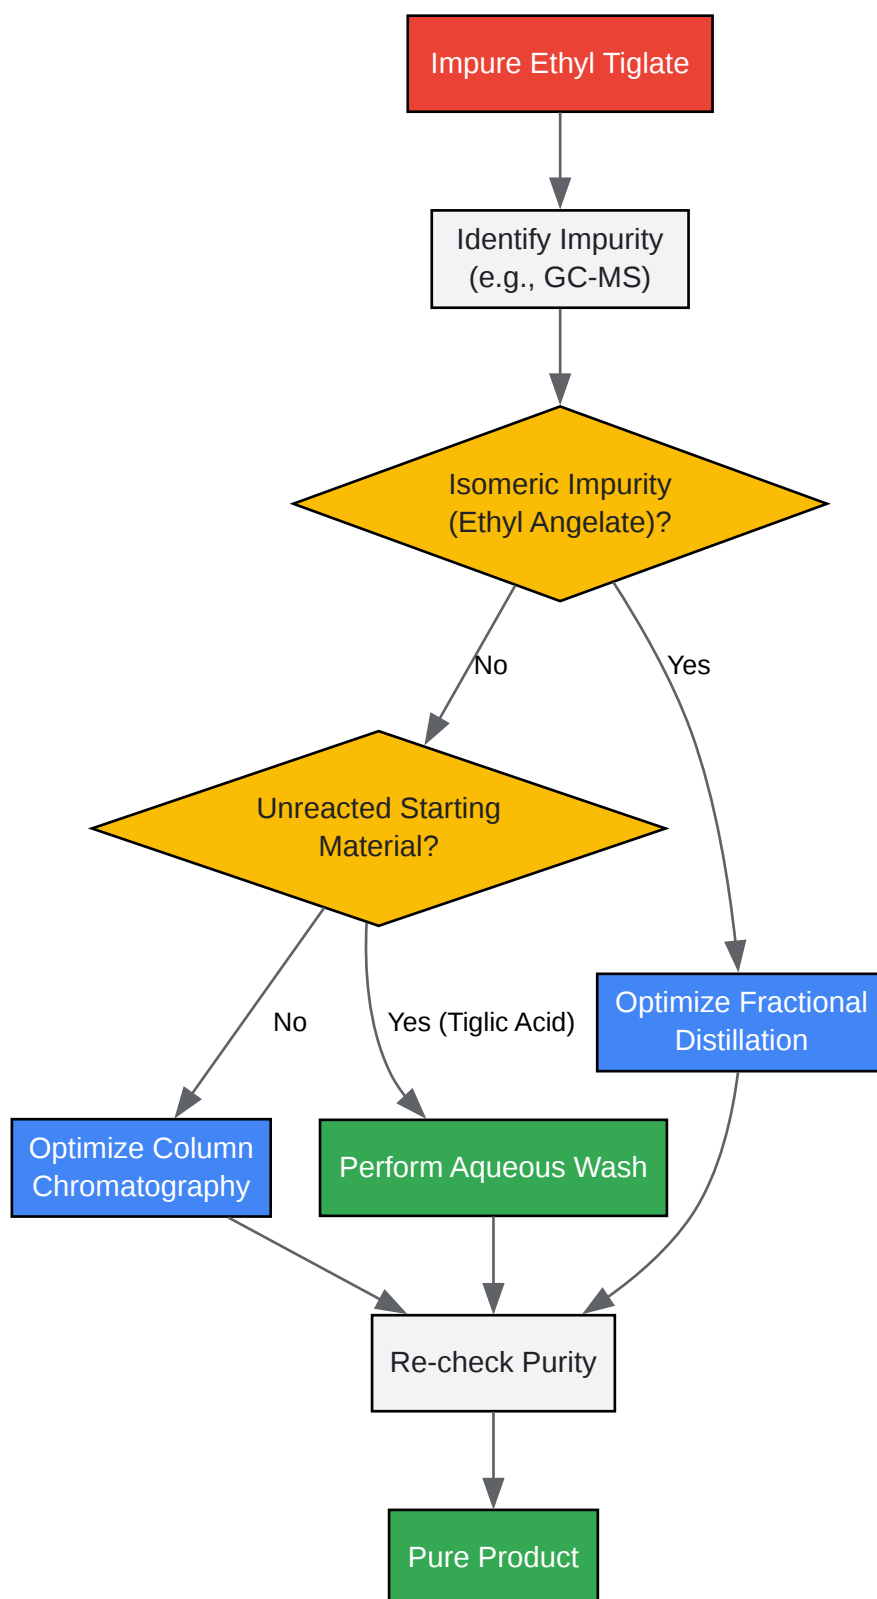 Impure Ethyl Tiglate
Identify Impurity
(e.g., GC-MS)
Isomeric Impurity
(Ethyl Angelate)?
No
Yes
Unreacted Starting
Material?
No
Yes (Tiglic Acid)
Optimize Fractional
Distillation
Optimize Column
Chromatography
Perform Aqueous Wash
Re-check Purity
Pure Product